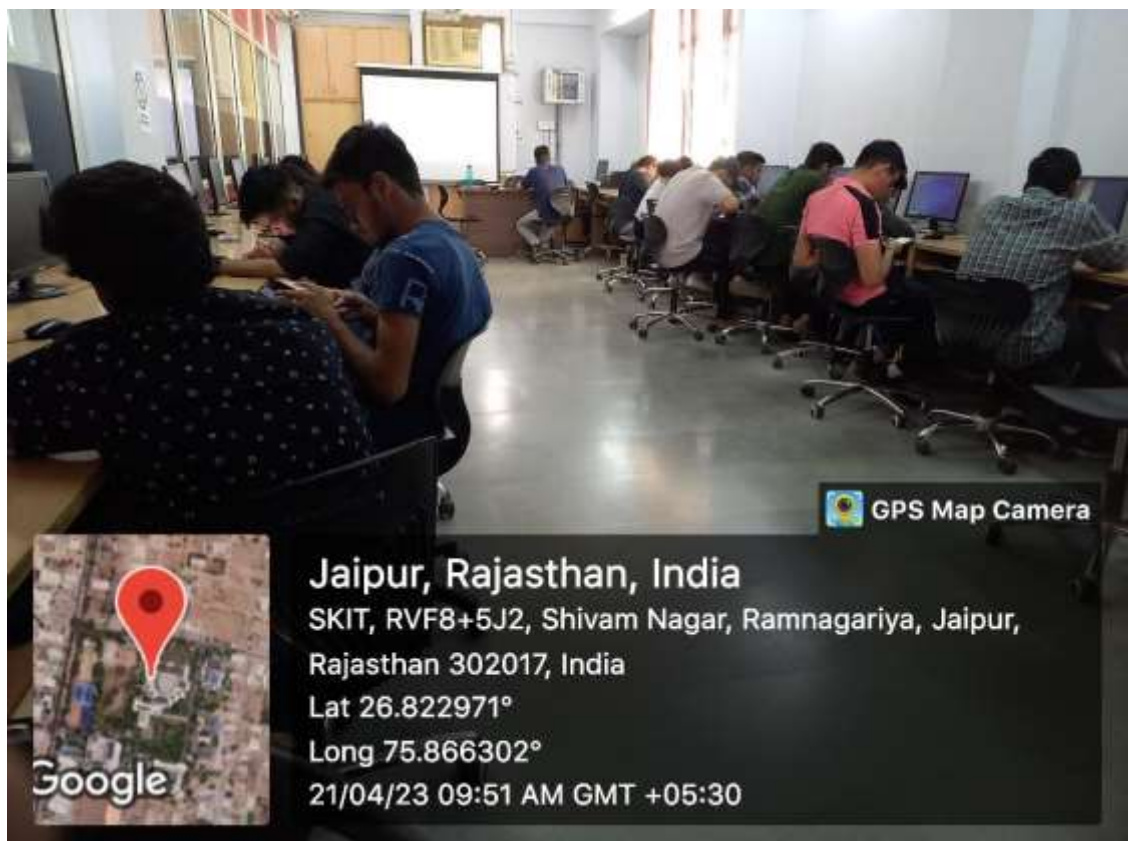 GPS Map Camera
Jaipur, Rajasthan, India
SKIT, RVF8+5J2, Shivam Nagar, Ramnagariya, Jaipur,
Rajasthan 302017, India
Lat 26.822971°
Long 75.866302°
21/04/23 09:51 AM GMT +05:30
Google